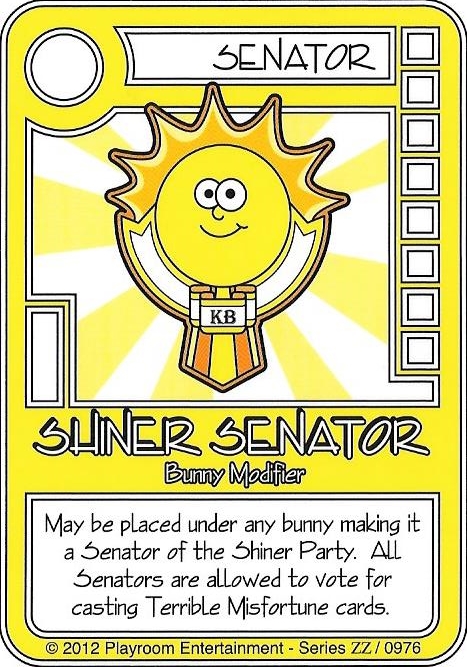 SENATOR
KB
SHINER SENATOR
Bunny Modifier
May be placed under any bunny making it
a Senator of the Shiner Party. All
Senators are allowed to vote for
casting Terrible Misfortune cards.
© 2012 Playroom Entertainment - Series ZZ / 0976